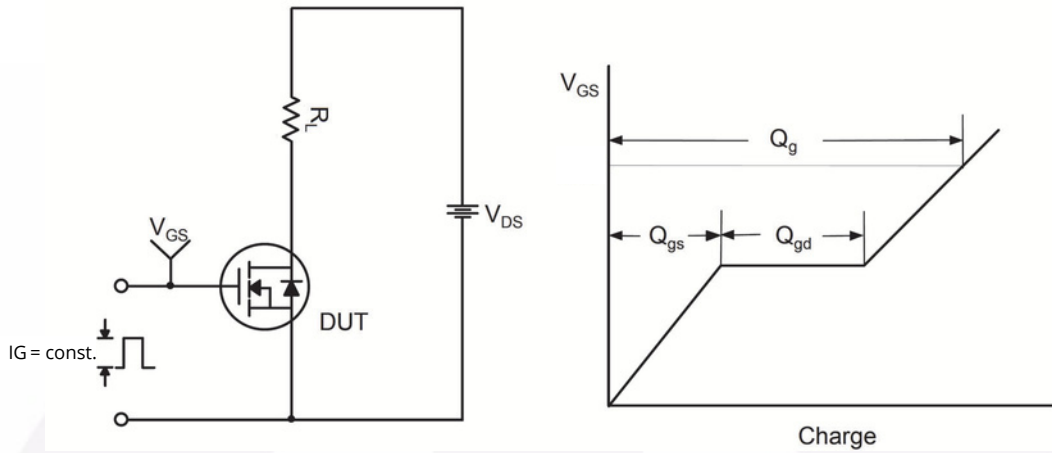 R_L
V_GS
V_DS
DUT
IG = const.
V_GS
Q_g
Q_gs
Q_gd
Charge